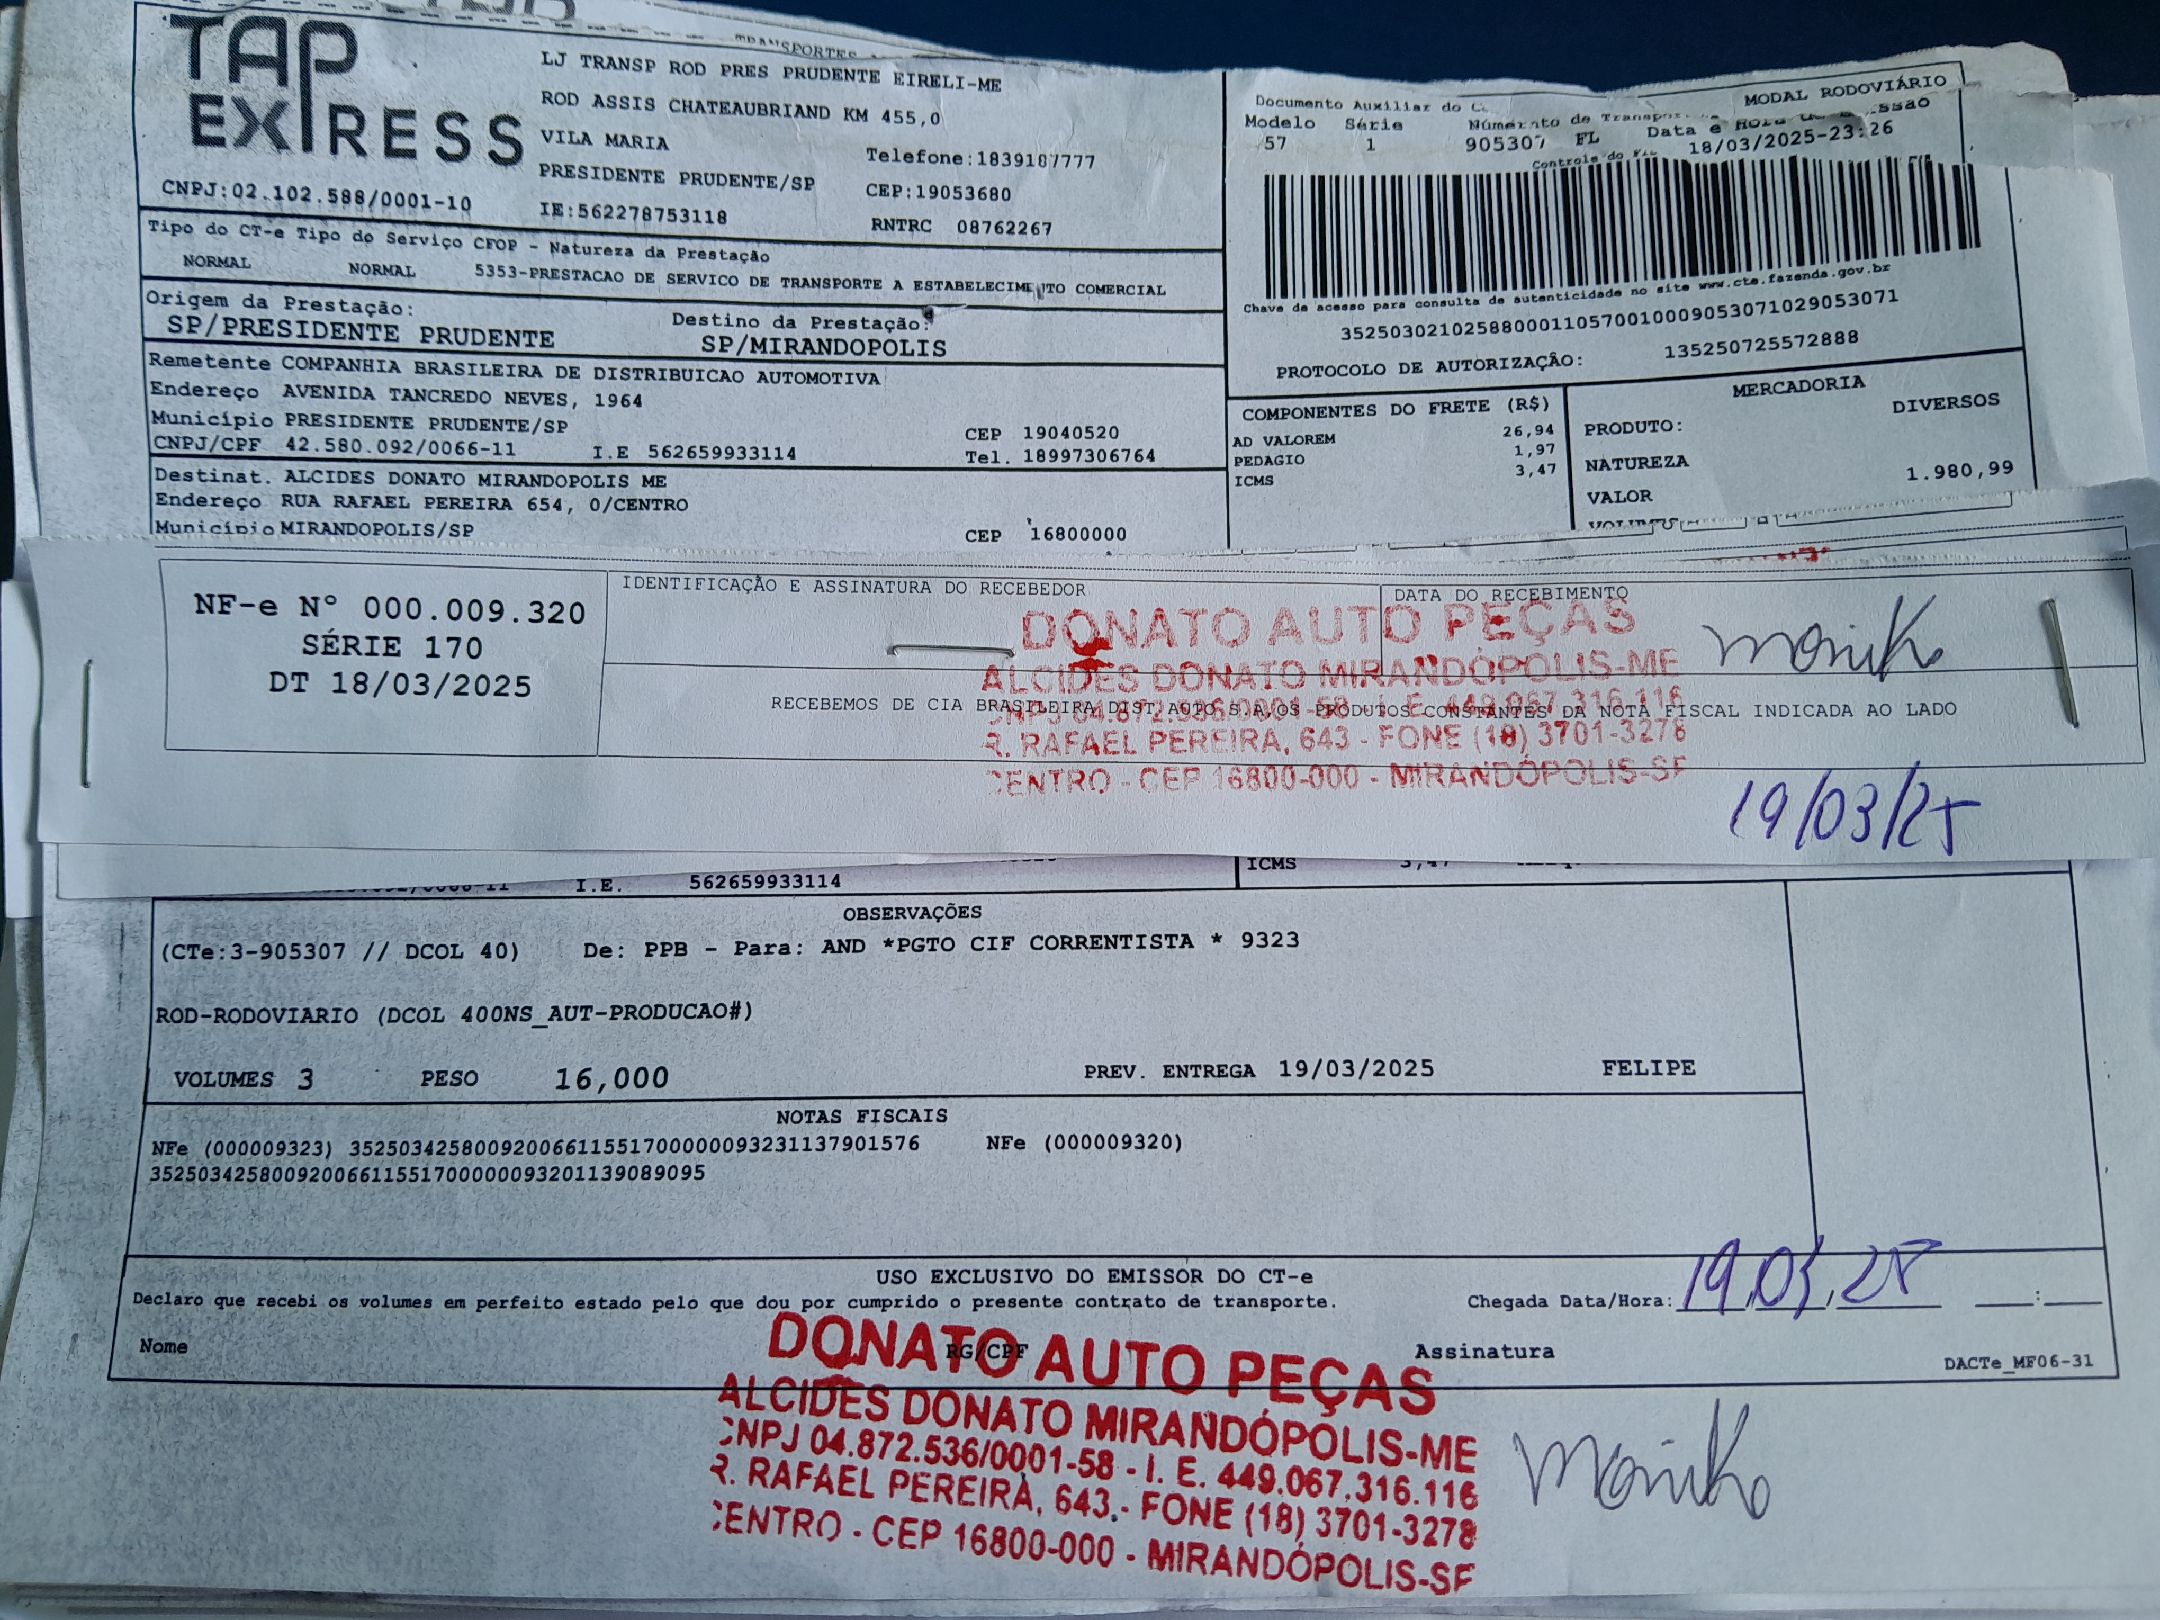 TAP
EXPRESS
LJ TRANSP ROD PRES PRUDENTE EIRELI-ME
ROD ASSIS CHATEAUBRIAND KM 455,0
VILA MARIA
Telefone:1839107777
PRESIDENTE PRUDENTE/SP
CEP:19053680
CNPJ:02.102.588/0001-10
IE:562278753118
RNTRC 08762267
Tipo do CT-e Tipo do Serviço CFOP - Natureza da Prestação
NORMAL NORMAL 5353-PRESTACAO DE SERVICO DE TRANSPORTE A ESTABELECIMENTO COMERCIAL
Origem da Prestação:
SP/PRESIDENTE PRUDENTE
Destino da Prestação:
SP/MIRANDOPOLIS
Remetente COMPANHIA BRASILEIRA DE DISTRIBUICAO AUTOMOTIVA
Endereço AVENIDA TANCREDO NEVES, 1964
Município PRESIDENTE PRUDENTE/SP
CEP 19040520
CNPJ/CPF 42.580.092/0066-11 I.E 562659933114 Tel. 18997306764
Destinat. ALCIDES DONATO MIRANDOPOLIS ME
Endereço RUA RAFAEL PEREIRA 654, 0/CENTRO
Município MIRANDOPOLIS/SP CEP 16800000
MODAL RODOVIÁRIO
Documento Auxiliar do
Modelo Série
57 1 905307 FL 18/03/2025-23:26
Chave de acesso para consulta de autenticidade no site www.cte.fazenda.gov.br
35250302102588000110570010009053071029053071
PROTOCOLO DE AUTORIZAÇÃO: 135250725572888
COMPONENTES DO FRETE (R$)
AD VALOREM 26,94
PEDAGIO 1,97
ICMS 3,47
MERCADORIA
PRODUTO: DIVERSOS
NATUREZA
VALOR 1.980,99
NF-e Nº 000.009.320
SÉRIE 170
DT 18/03/2025
IDENTIFICAÇÃO E ASSINATURA DO RECEBEDOR
DATA DO RECEBIMENTO
RECEBEMOS DE CIA BRASILEIRA DIST. AUTO S.A, OS PRODUTOS CONSTANTES DA NOTA FISCAL INDICADA AO LADO
DONATO AUTO PEÇAS
ALCIDES DONATO MIRANDÓPOLIS-ME
CNPJ 04.872.536/0001-58 - I. E. 449.067.316.116
R. RAFAEL PEREIRA, 643 - FONE (18) 3701-3278
CENTRO - CEP 16800-000 - MIRANDÓPOLIS-SP
19/03/25
I.E. 562659933114
ICMS
OBSERVAÇÕES
(CTe:3-905307 // DCOL 40) De: PPB - Para: AND *PGTO CIF CORRENTISTA * 9323
ROD-RODOVIARIO (DCOL 400NS_AUT-PRODUCAO#)
VOLUMES 3 PESO 16,000 PREV. ENTREGA 19/03/2025 FELIPE
NOTAS FISCAIS
NFe (000009323) 35250342580092006611551700000093231137901576 NFe (000009320)
35250342580092006611551700000093201139089095
USO EXCLUSIVO DO EMISSOR DO CT-e
Declaro que recebi os volumes em perfeito estado pelo que dou por cumprido o presente contrato de transporte.
Chegada Data/Hora: 19 03 25
Nome RG/CPF Assinatura
DACTe_MF06-31
DONATO AUTO PEÇAS
ALCIDES DONATO MIRANDÓPOLIS-ME
CNPJ 04.872.536/0001-58 - I. E. 449.067.316.116
R. RAFAEL PEREIRA, 643 - FONE (18) 3701-3278
CENTRO - CEP 16800-000 - MIRANDÓPOLIS-SP